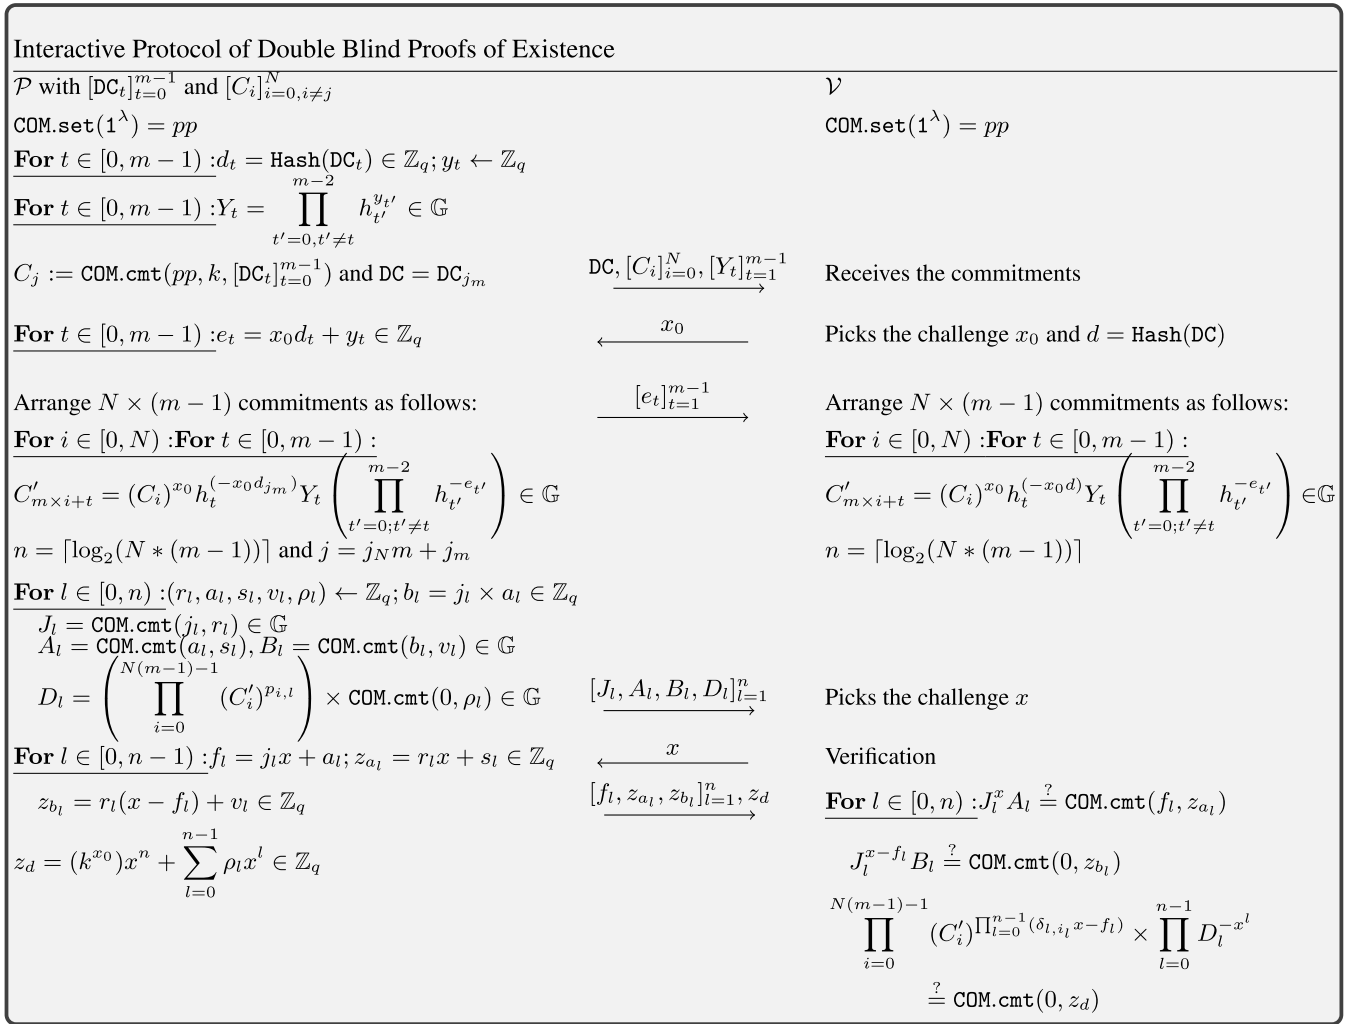 Interactive Protocol of Double Blind Proofs of Existence
𝒫 with [DC_t]_{t=0}^{m−1} and [C_i]_{i=0,i≠j}^{N} 𝒱
COM.set(1^λ) = pp COM.set(1^λ) = pp
For t ∈ [0, m − 1) : d_t = Hash(DC_t) ∈ ℤ_q; y_t ← ℤ_q
For t ∈ [0, m − 1) : Y_t = ∏_{t′=0,t′≠t}^{m−2} h_{t′}^{y_{t′}} ∈ 𝔾
C_j := COM.cmt(pp, k, [DC_t]_{t=0}^{m−1}) and DC = DC_{j_m} DC, [C_i]_{i=0}^{N}, [Y_t]_{t=1}^{m−1} → Receives the commitments
For t ∈ [0, m − 1) : e_t = x_0 d_t + y_t ∈ ℤ_q x_0 ← Picks the challenge x_0 and d = Hash(DC)
Arrange N × (m − 1) commitments as follows: [e_t]_{t=1}^{m−1} → Arrange N × (m − 1) commitments as follows:
For i ∈ [0, N) : For t ∈ [0, m − 1) : For i ∈ [0, N) : For t ∈ [0, m − 1) :
C′_{m×i+t} = (C_i)^{x_0} h_t^{(−x_0 d_{j_m})} Y_t (∏_{t′=0;t′≠t}^{m−2} h_{t′}^{−e_{t′}}) ∈ 𝔾 C′_{m×i+t} = (C_i)^{x_0} h_t^{(−x_0 d)} Y_t (∏_{t′=0;t′≠t}^{m−2} h_{t′}^{−e_{t′}}) ∈ 𝔾
n = ⌈log_2(N ∗ (m − 1))⌉ and j = j_N m + j_m n = ⌈log_2(N ∗ (m − 1))⌉
For l ∈ [0, n) : (r_l, a_l, s_l, v_l, ρ_l) ← ℤ_q; b_l = j_l × a_l ∈ ℤ_q
J_l = COM.cmt(j_l, r_l) ∈ 𝔾
A_l = COM.cmt(a_l, s_l), B_l = COM.cmt(b_l, v_l) ∈ 𝔾
D_l = (∏_{i=0}^{N(m−1)−1} (C′_i)^{p_{i,l}}) × COM.cmt(0, ρ_l) ∈ 𝔾 [J_l, A_l, B_l, D_l]_{l=1}^{n} → Picks the challenge x
For l ∈ [0, n − 1) : f_l = j_l x + a_l; z_{a_l} = r_l x + s_l ∈ ℤ_q x ← Verification
z_{b_l} = r_l(x − f_l) + v_l ∈ ℤ_q [f_l, z_{a_l}, z_{b_l}]_{l=1}^{n}, z_d → For l ∈ [0, n) : J_l^x A_l ≟ COM.cmt(f_l, z_{a_l})
z_d = (k^{x_0})x^n + ∑_{l=0}^{n−1} ρ_l x^l ∈ ℤ_q J_l^{x−f_l} B_l ≟ COM.cmt(0, z_{b_l})
∏_{i=0}^{N(m−1)−1} (C′_i)^{∏_{l=0}^{n−1}(δ_{l,i_l} x−f_l)} × ∏_{l=0}^{n−1} D_l^{−x^l}
≟ COM.cmt(0, z_d)